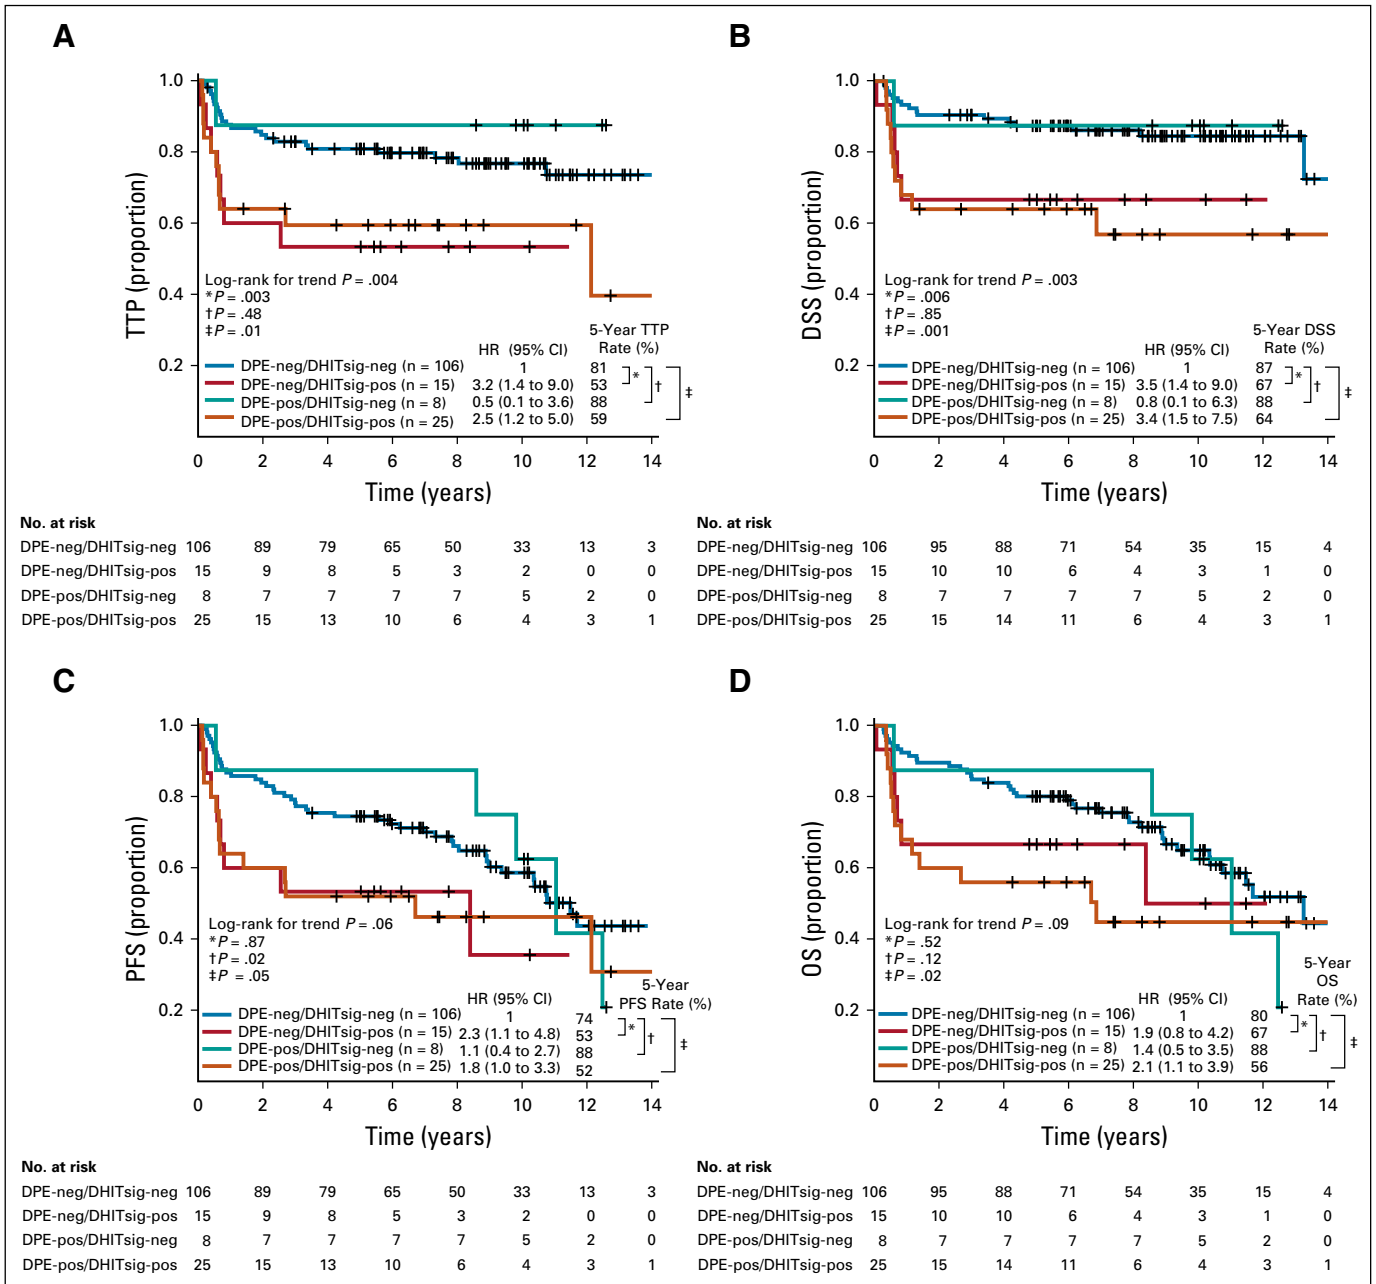 A
TTP (proportion)
1.0
0.8
0.6
0.4
0.2
Log-rank for trend P = .004
*P = .003
†P = .48
‡P = .01
5-Year TTP
HR (95% CI) Rate (%)
DPE-neg/DHITsig-neg (n = 106) 1 81
DPE-neg/DHITsig-pos (n = 15) 3.2 (1.4 to 9.0) 53 *
DPE-pos/DHITsig-neg (n = 8) 0.5 (0.1 to 3.6) 88 †
DPE-pos/DHITsig-pos (n = 25) 2.5 (1.2 to 5.0) 59 ‡
0 2 4 6 8 10 12 14
Time (years)
No. at risk
DPE-neg/DHITsig-neg 106 89 79 65 50 33 13 3
DPE-neg/DHITsig-pos 15 9 8 5 3 2 0 0
DPE-pos/DHITsig-neg 8 7 7 7 7 5 2 0
DPE-pos/DHITsig-pos 25 15 13 10 6 4 3 1
B
DSS (proportion)
1.0
0.8
0.6
0.4
0.2
Log-rank for trend P = .003
*P = .006
†P = .85
‡P = .001
5-Year DSS
HR (95% CI) Rate (%)
DPE-neg/DHITsig-neg (n = 106) 1 87
DPE-neg/DHITsig-pos (n = 15) 3.5 (1.4 to 9.0) 67 *
DPE-pos/DHITsig-neg (n = 8) 0.8 (0.1 to 6.3) 88 †
DPE-pos/DHITsig-pos (n = 25) 3.4 (1.5 to 7.5) 64 ‡
0 2 4 6 8 10 12 14
Time (years)
No. at risk
DPE-neg/DHITsig-neg 106 95 88 71 54 35 15 4
DPE-neg/DHITsig-pos 15 10 10 6 4 3 1 0
DPE-pos/DHITsig-neg 8 7 7 7 7 5 2 0
DPE-pos/DHITsig-pos 25 15 14 11 6 4 3 1
C
PFS (proportion)
1.0
0.8
0.6
0.4
0.2
Log-rank for trend P = .06
*P = .87
†P = .02
‡P = .05
5-Year
HR (95% CI) PFS Rate (%)
DPE-neg/DHITsig-neg (n = 106) 1 74
DPE-neg/DHITsig-pos (n = 15) 2.3 (1.1 to 4.8) 53 *
DPE-pos/DHITsig-neg (n = 8) 1.1 (0.4 to 2.7) 88 †
DPE-pos/DHITsig-pos (n = 25) 1.8 (1.0 to 3.3) 52 ‡
0 2 4 6 8 10 12 14
Time (years)
No. at risk
DPE-neg/DHITsig-neg 106 89 79 65 50 33 13 3
DPE-neg/DHITsig-pos 15 9 8 5 3 2 0 0
DPE-pos/DHITsig-neg 8 7 7 7 7 5 2 0
DPE-pos/DHITsig-pos 25 15 13 10 6 4 3 1
D
OS (proportion)
1.0
0.8
0.6
0.4
0.2
Log-rank for trend P = .09
*P = .52
†P = .12
‡P = .02
5-Year
OS
HR (95% CI) Rate (%)
DPE-neg/DHITsig-neg (n = 106) 1 80
DPE-neg/DHITsig-pos (n = 15) 1.9 (0.8 to 4.2) 67 *
DPE-pos/DHITsig-neg (n = 8) 1.4 (0.5 to 3.5) 88 †
DPE-pos/DHITsig-pos (n = 25) 2.1 (1.1 to 3.9) 56 ‡
0 2 4 6 8 10 12 14
Time (years)
No. at risk
DPE-neg/DHITsig-neg 106 95 88 71 54 35 15 4
DPE-neg/DHITsig-pos 15 10 10 6 4 3 1 0
DPE-pos/DHITsig-neg 8 7 7 7 7 5 2 0
DPE-pos/DHITsig-pos 25 15 14 11 6 4 3 1